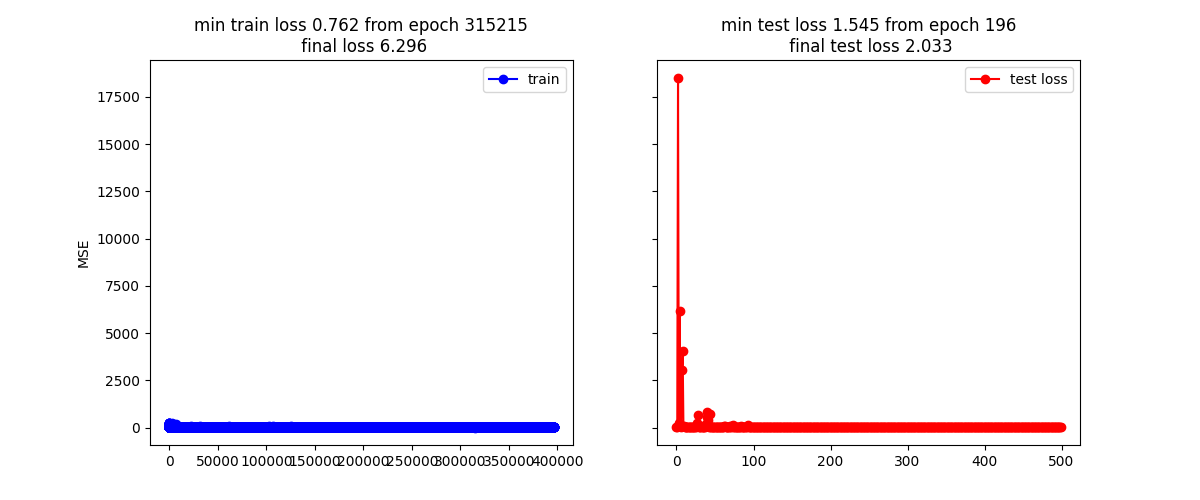 min train loss 0.762 from epoch 315215
final loss 6.296
min test loss 1.545 from epoch 196
final test loss 2.033
train
test loss
17500
15000
12500
10000
7500
5000
2500
0
MSE
0 50000 100000 150000 200000 250000 300000 350000 400000
0 100 200 300 400 500